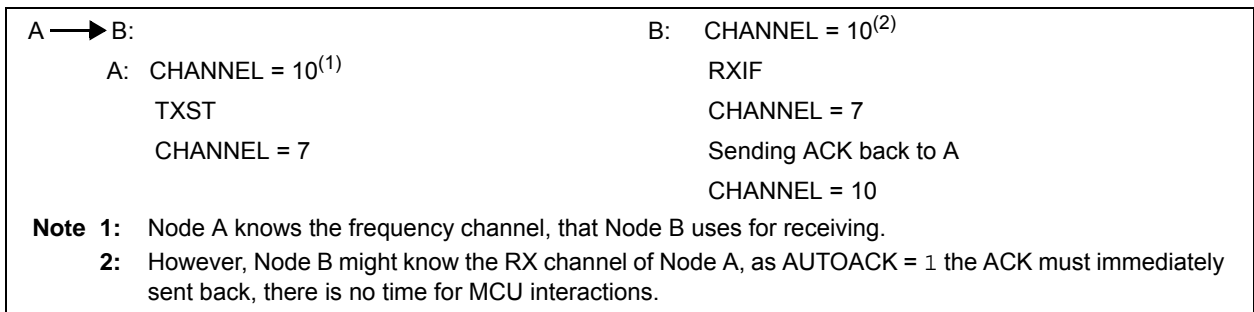 A → B:
A: CHANNEL = 10(1)
TXST
CHANNEL = 7
B: CHANNEL = 10(2)
RXIF
CHANNEL = 7
Sending ACK back to A
CHANNEL = 10
Note 1: Node A knows the frequency channel, that Node B uses for receiving.
2: However, Node B might know the RX channel of Node A, as AUTOACK = 1 the ACK must immediately
sent back, there is no time for MCU interactions.